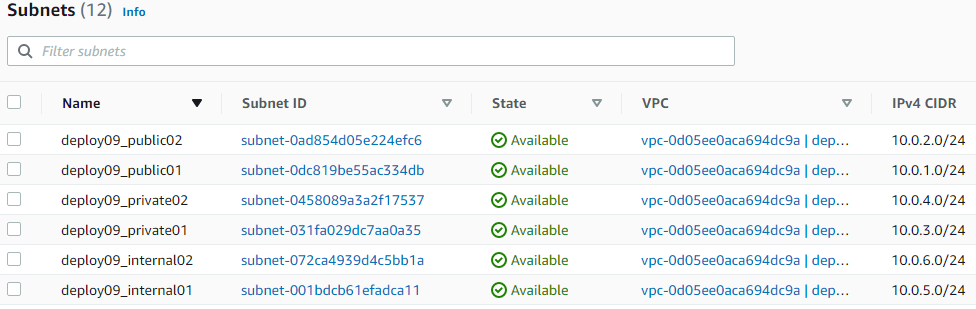 Subnets (12) Info
Filter subnets
Name Subnet ID State VPC IPv4 CIDR
deploy09_public02 subnet-0ad854d05e224efc6 Available vpc-0d05ee0aca694dc9a | dep… 10.0.2.0/24
deploy09_public01 subnet-0dc819be55ac334db Available vpc-0d05ee0aca694dc9a | dep… 10.0.1.0/24
deploy09_private02 subnet-0458089a3a2f17537 Available vpc-0d05ee0aca694dc9a | dep… 10.0.4.0/24
deploy09_private01 subnet-031fa029dc7aa0a35 Available vpc-0d05ee0aca694dc9a | dep… 10.0.3.0/24
deploy09_internal02 subnet-072ca4939d4c5bb1a Available vpc-0d05ee0aca694dc9a | dep… 10.0.6.0/24
deploy09_internal01 subnet-001bdcb61efadca11 Available vpc-0d05ee0aca694dc9a | dep… 10.0.5.0/24